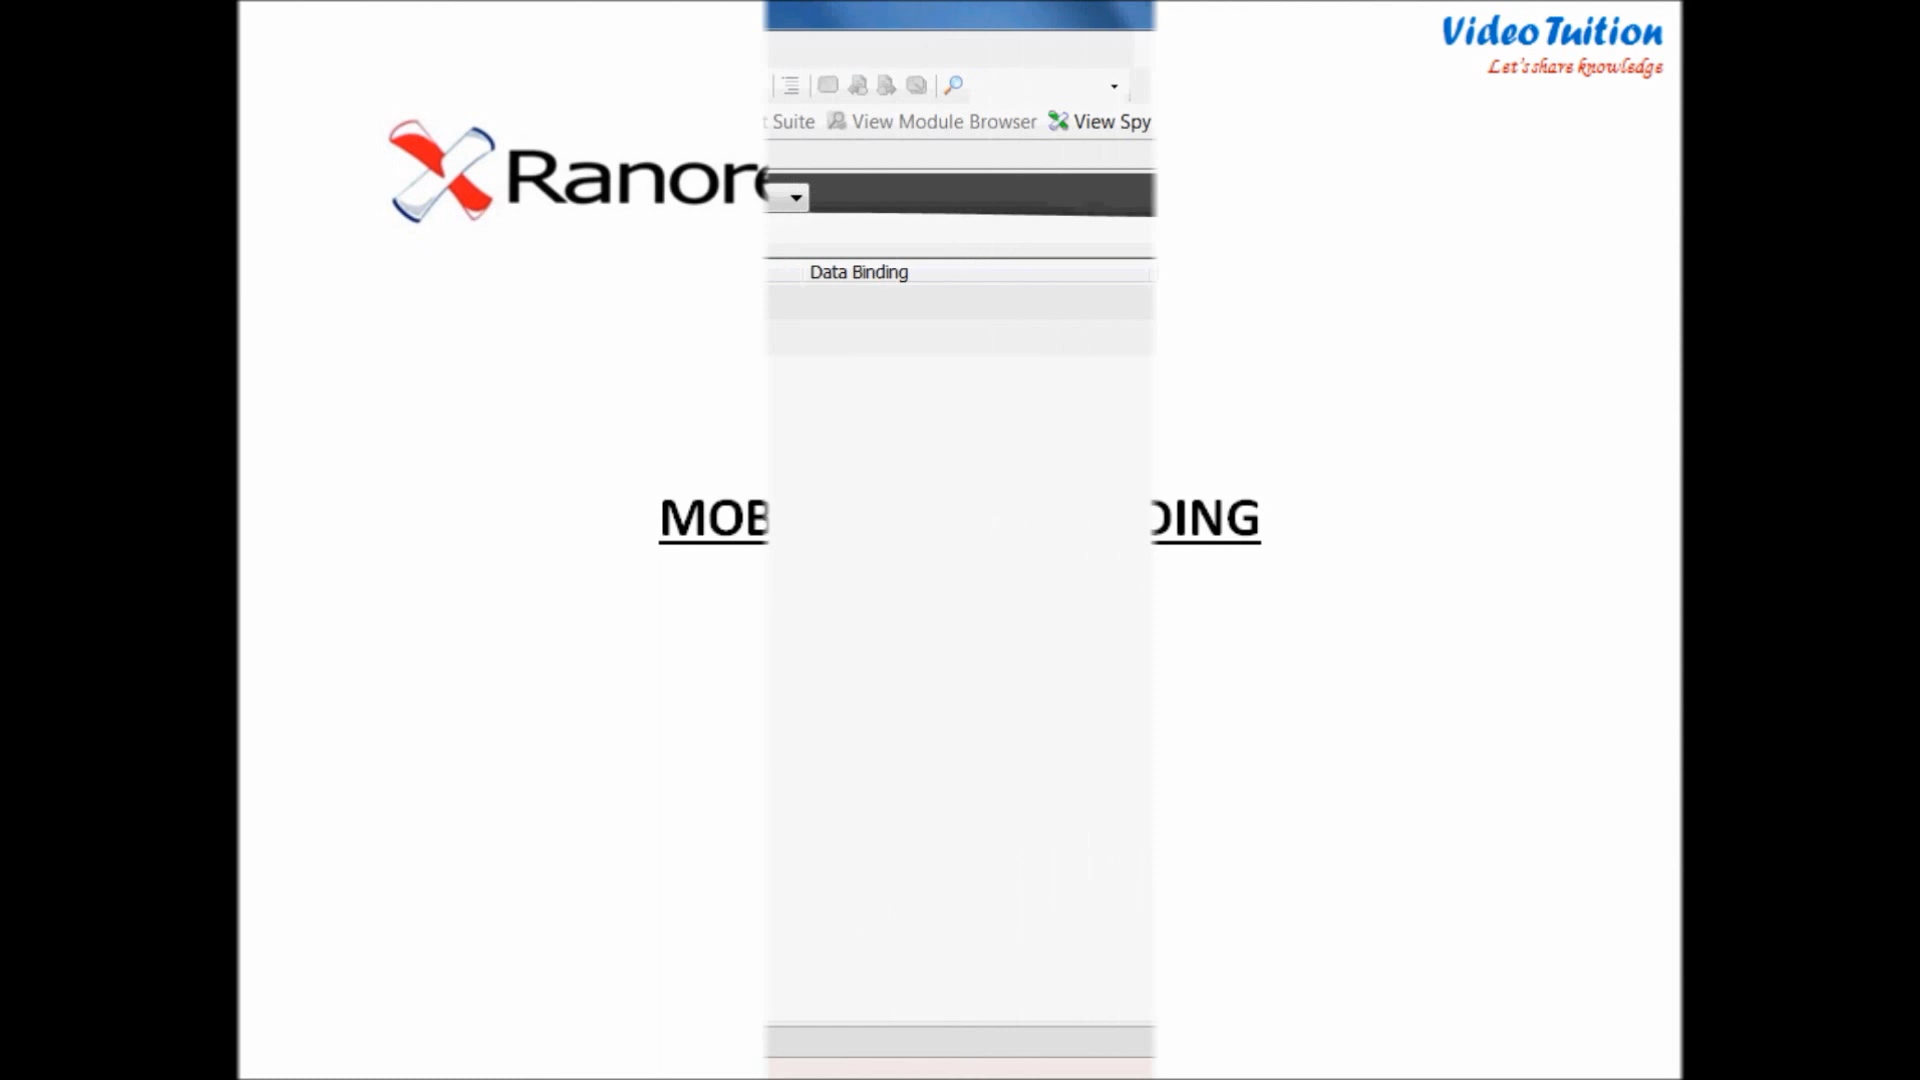 Video Tuition
Let's share knowledge
Suite View Module Browser View Spy
Ranore
Data Binding
MOB DING